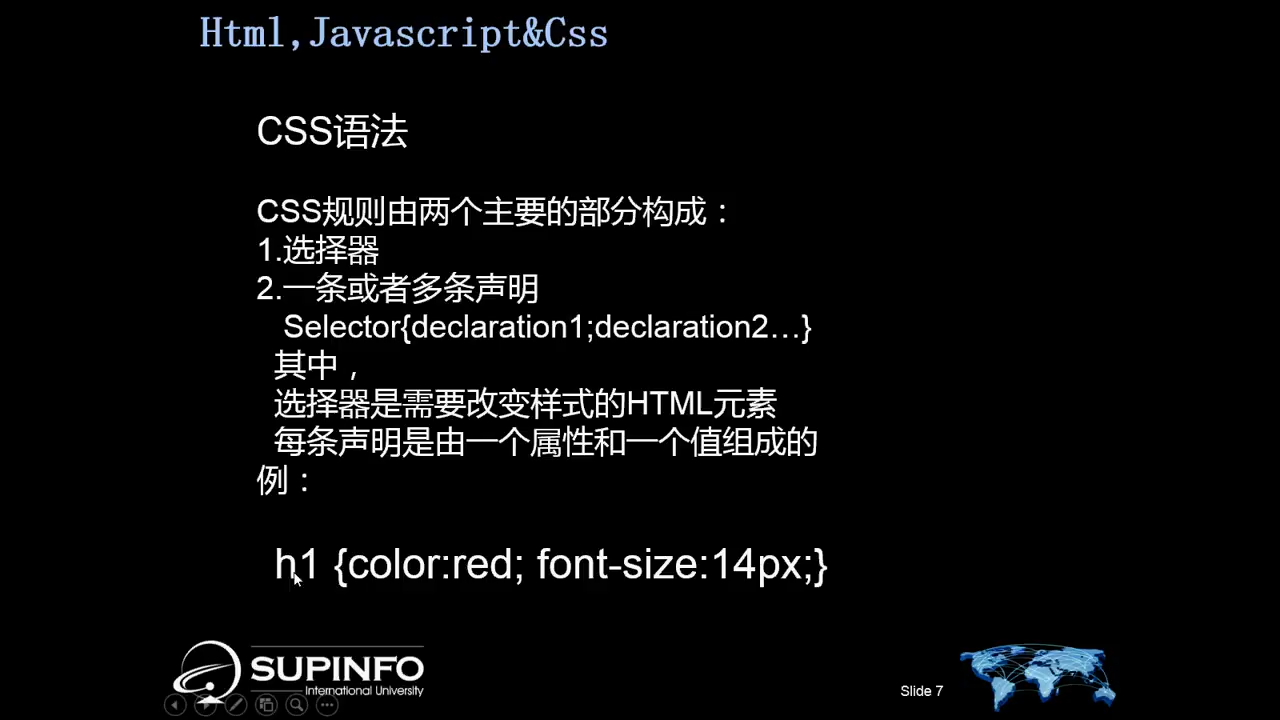 Html,Javascript&Css
CSS语法
CSS规则由两个主要的部分构成：
1.选择器
2.一条或者多条声明
Selector{declaration1;declaration2…}
其中，
选择器是需要改变样式的HTML元素
每条声明是由一个属性和一个值组成的
例：
h1 {color:red; font-size:14px;}
SUPINFO
International University
Slide 7